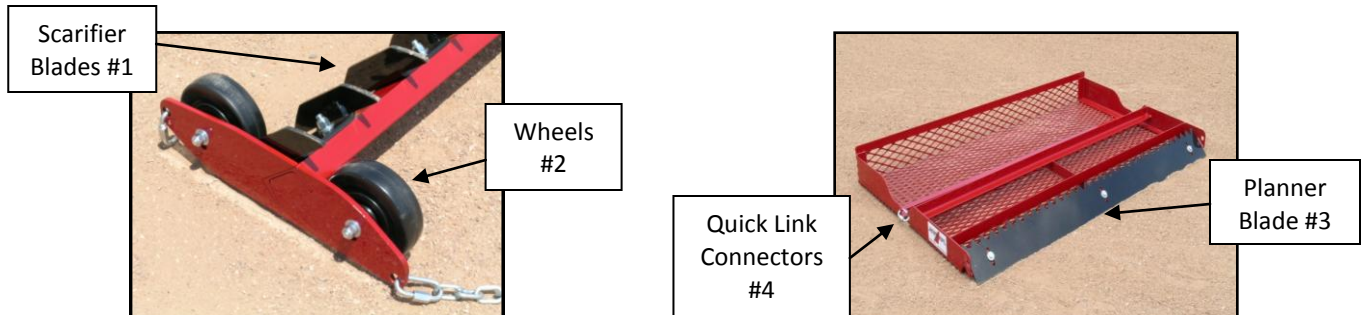 Scarifier
Blades #1
Wheels
#2
Quick Link
Connectors
#4
Planner
Blade #3